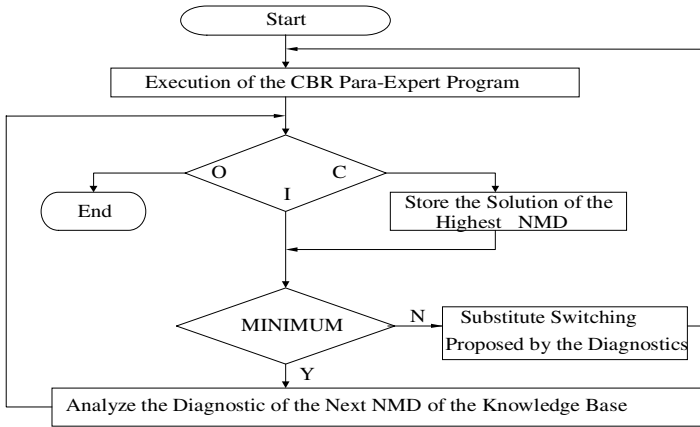 Start
Execution of the CBR Para-Expert Program
O
C
I
End
Store the Solution of the
Highest NMD
MINIMUM
N
Substitute Switching
Proposed by the Diagnostics
Y
Analyze the Diagnostic of the Next NMD of the Knowledge Base